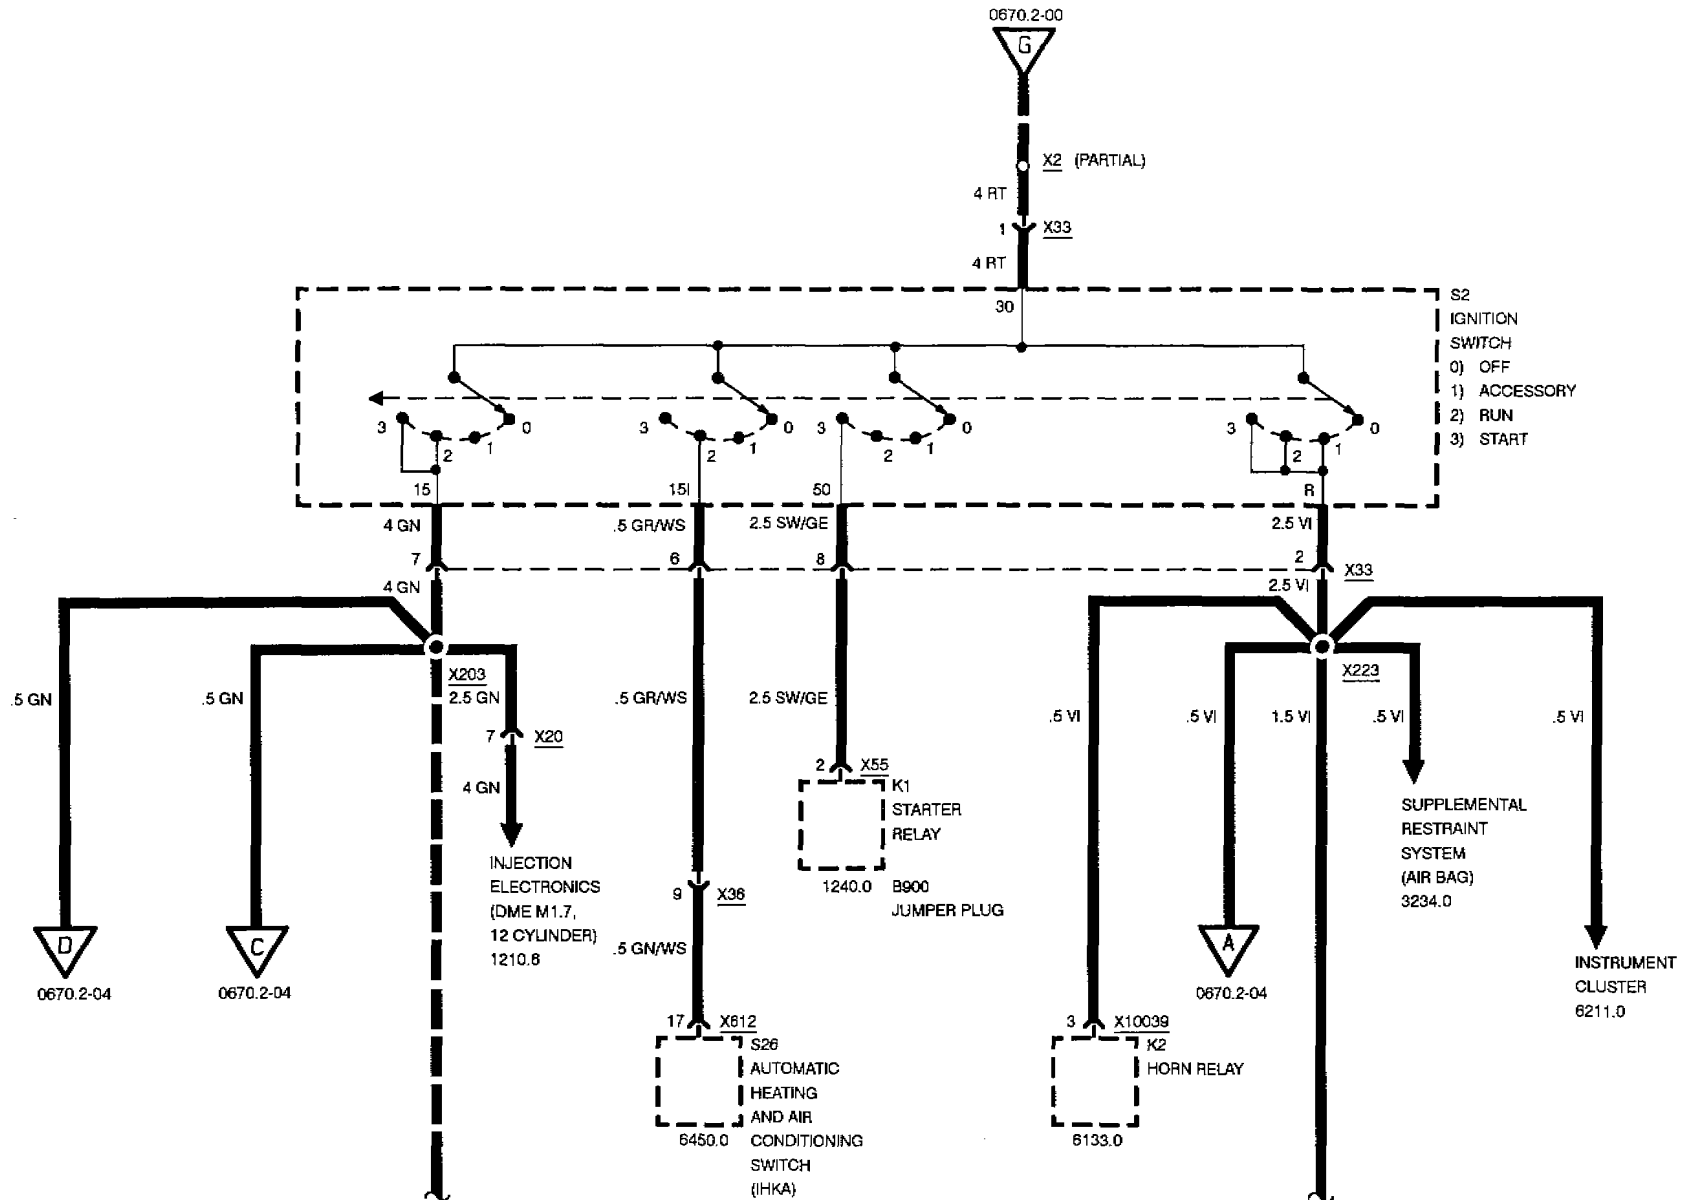 0670.2-00
G
X2 (PARTIAL)
4 RT
1 X33
4 RT
30
S2
IGNITION
SWITCH
0) OFF
1) ACCESSORY
2) RUN
3) START
3 2 1 0
3 2 1 0
3 2 1 0
3 2 1 0
15 15I 50 R
4 GN .5 GR/WS 2.5 SW/GE 2.5 VI
7 6 8 2 X33
4 GN 2.5 VI
X203 X223
.5 GN .5 GN 2.5 GN .5 GR/WS 2.5 SW/GE .5 VI .5 VI 1.5 VI .5 VI .5 VI
7 X20
4 GN
INJECTION
ELECTRONICS
(DME M1.7,
12 CYLINDER)
1210.6
2 X55
K1
STARTER
RELAY
1240.0
B900
JUMPER PLUG
SUPPLEMENTAL
RESTRAINT
SYSTEM
(AIR BAG)
3234.0
9 X36
.5 GN/WS
D
0670.2-04
C
0670.2-04
A
0670.2-04
INSTRUMENT
CLUSTER
6211.0
17 X612
S26
AUTOMATIC
HEATING
AND AIR
CONDITIONING
SWITCH
(IHKA)
6450.0
3 X10039
K2
HORN RELAY
6133.0